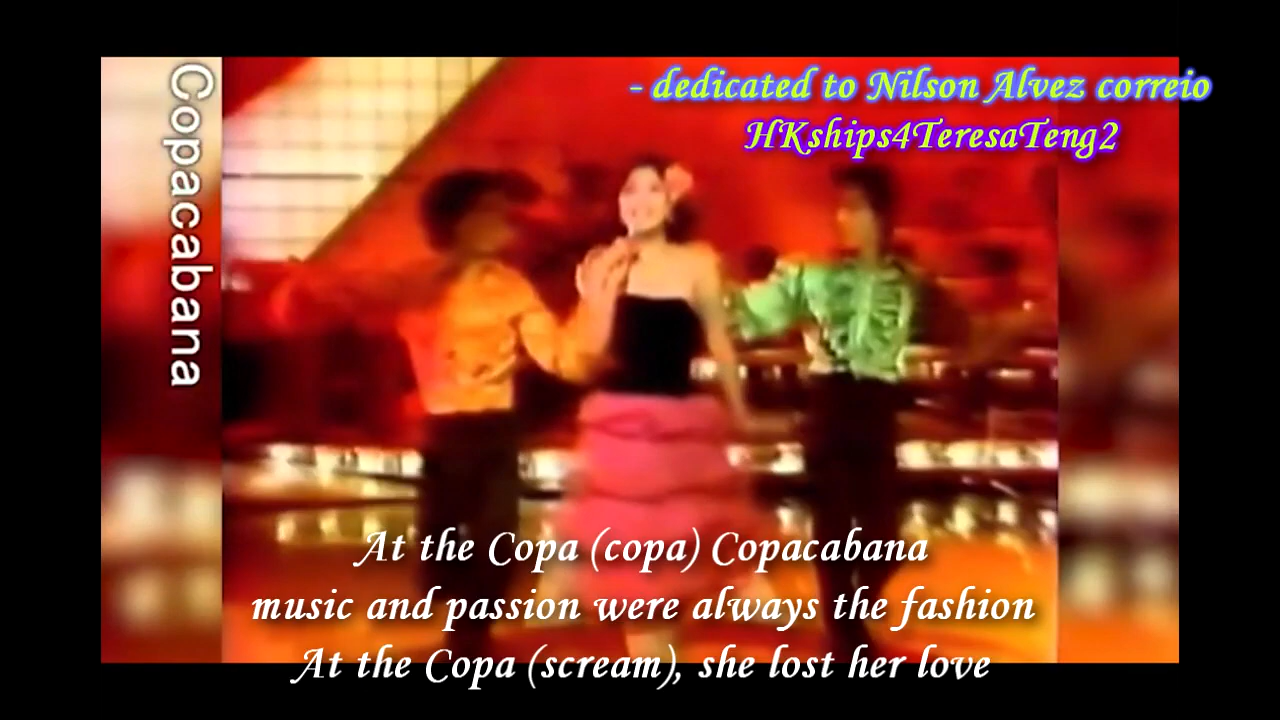 Copacabana
- dedicated to Nilson Alvez correio
HKships4TeresaTeng2
At the Copa (copa) Copacabana
music and passion were always the fashion
At the Copa (scream), she lost her love